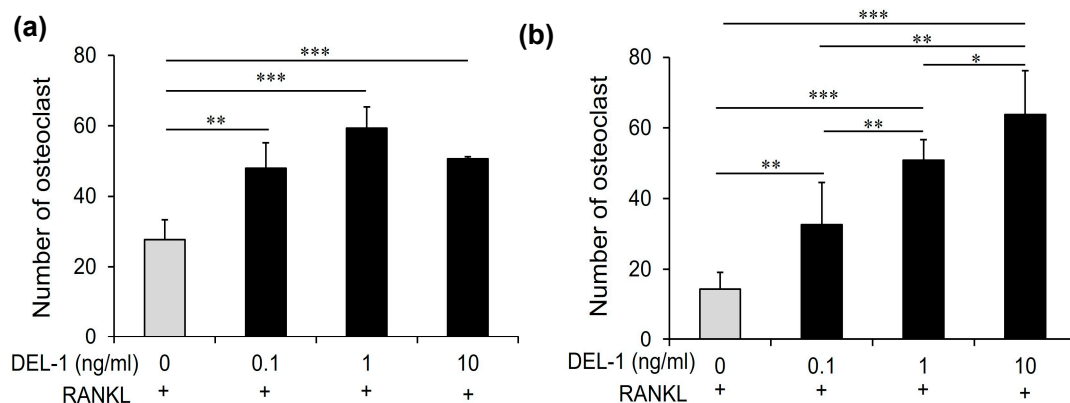 (a)
***
***
**
Number of osteoclast
80
60
40
20
0
DEL-1 (ng/ml) 0 0.1 1 10
RANKL + + + +
(b)
***
**
*
***
**
**
Number of osteoclast
80
60
40
20
0
DEL-1 (ng/ml) 0 0.1 1 10
RANKL + + + +